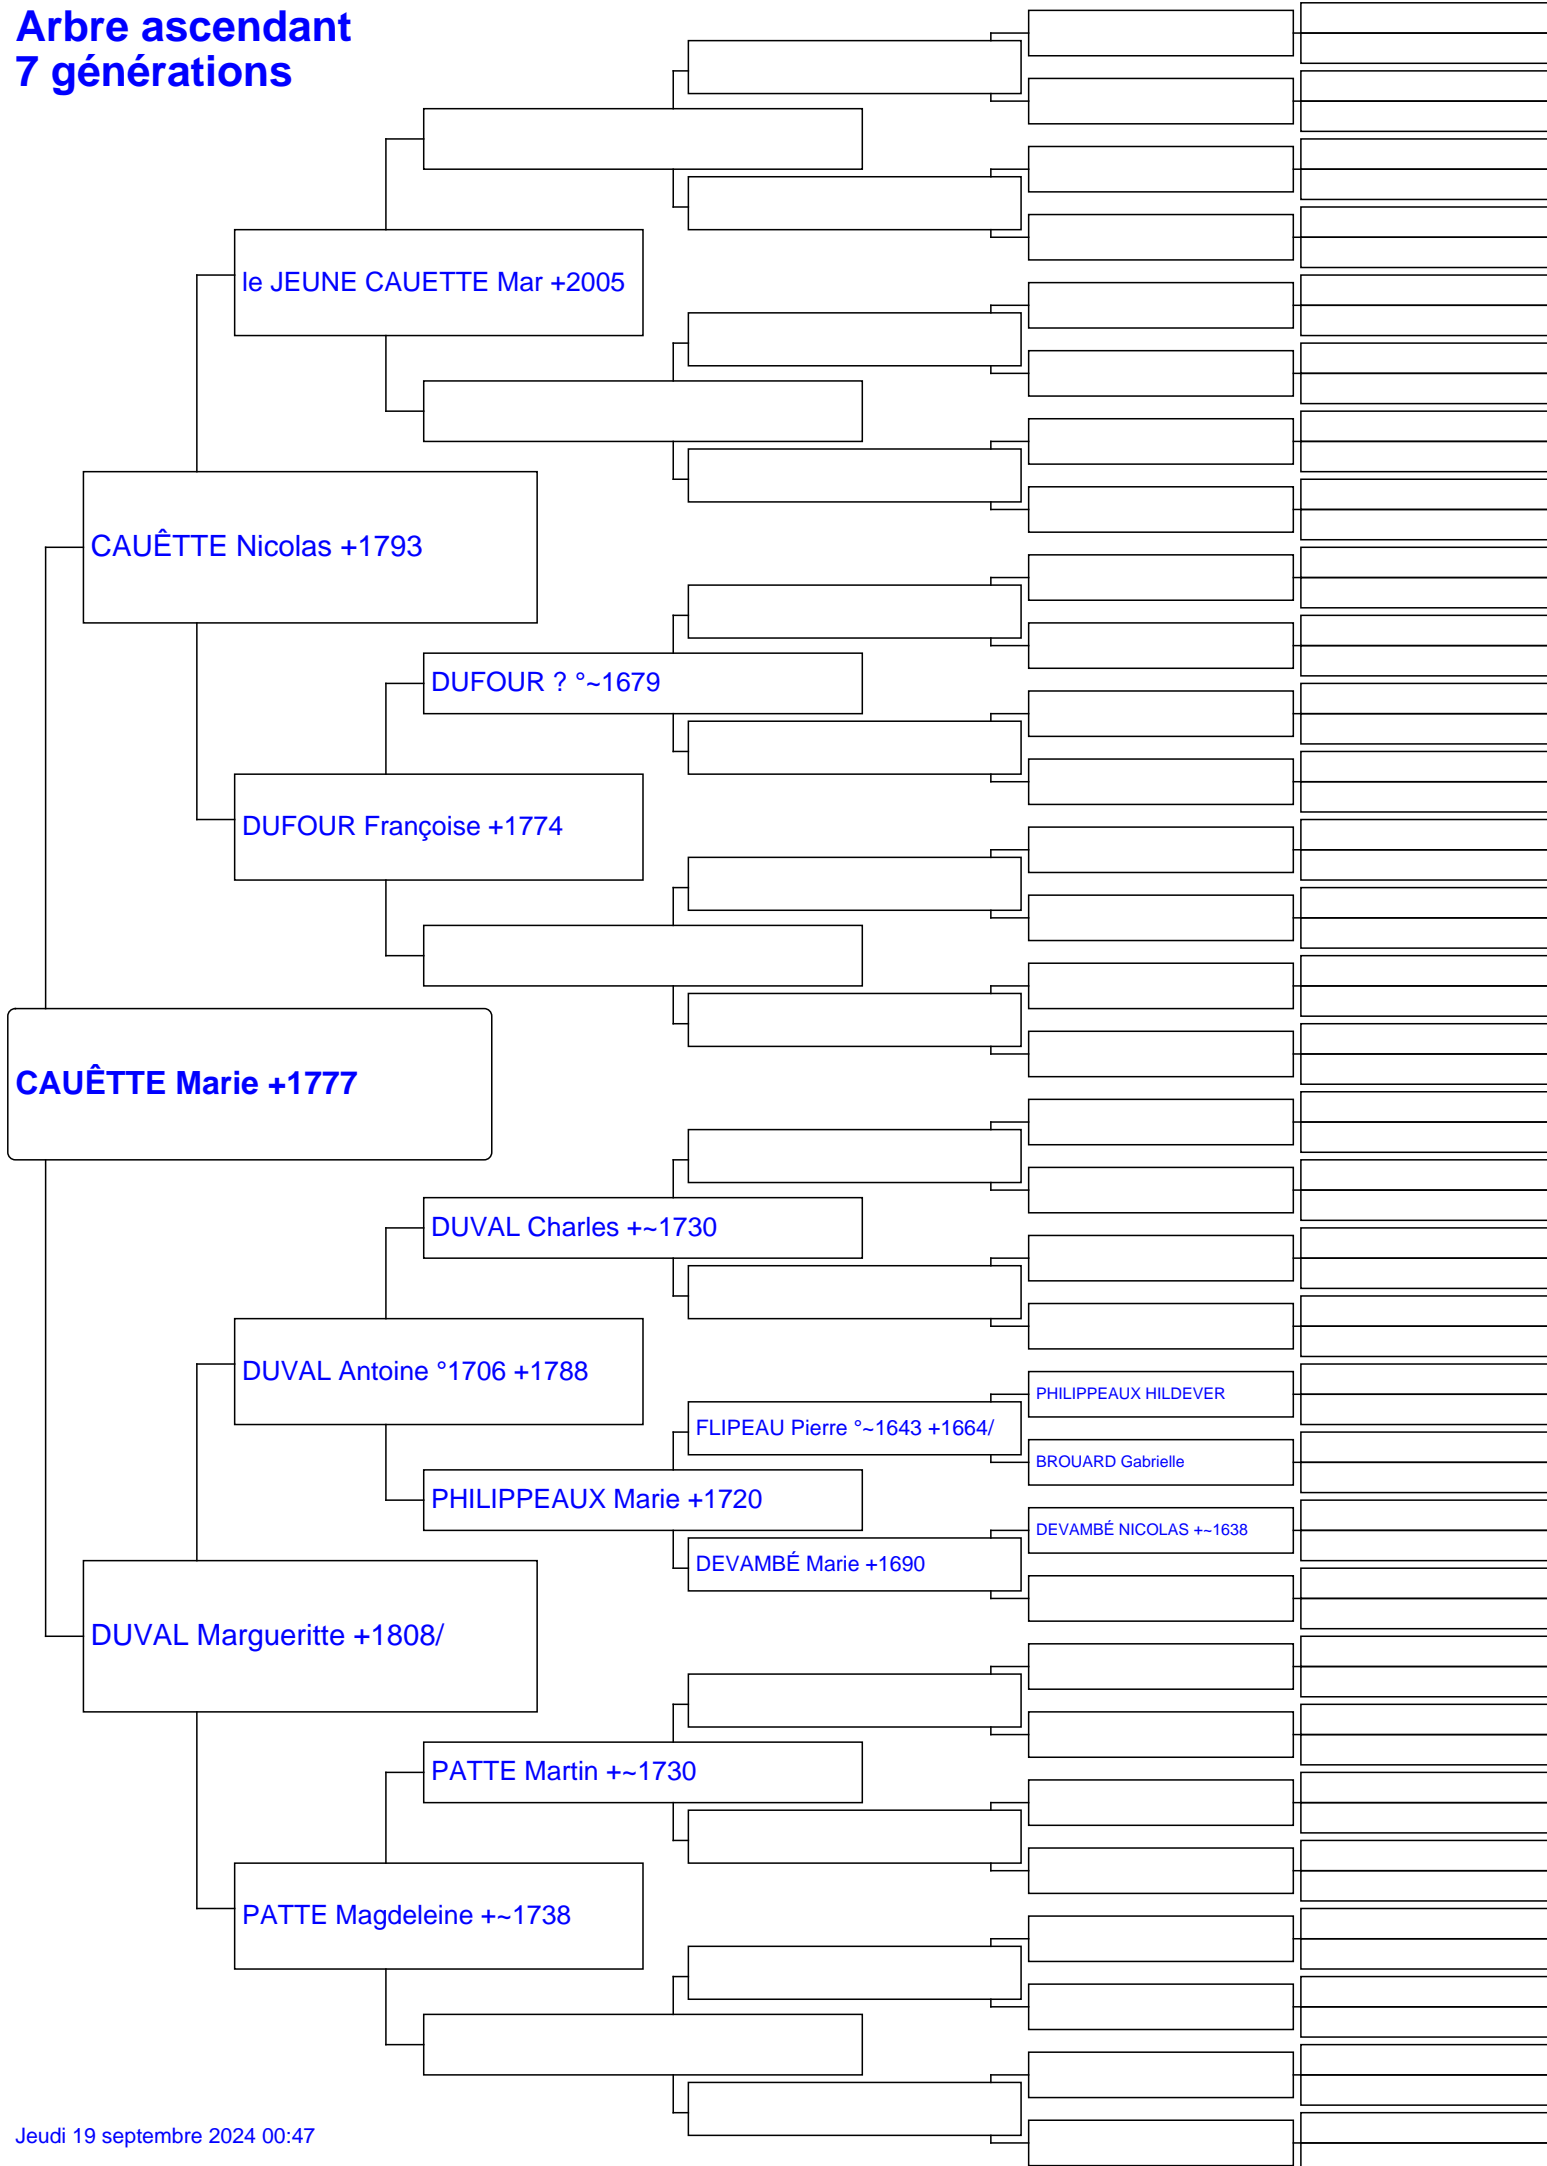 Arbre ascendant
7 générations
le JEUNE CAUETTE Mar +2005
CAUÊTTE Nicolas +1793
DUFOUR ? °~1679
DUFOUR Françoise +1774
CAUÊTTE Marie +1777
DUVAL Charles +~1730
DUVAL Antoine °1706 +1788
PHILIPPEAUX HILDEVER
FLIPEAU Pierre °~1643 +1664/
BROUARD Gabrielle
PHILIPPEAUX Marie +1720
DEVAMBÉ NICOLAS +~1638
DEVAMBÉ Marie +1690
DUVAL Margueritte +1808/
PATTE Martin +~1730
PATTE Magdeleine +~1738
Jeudi 19 septembre 2024 00:47